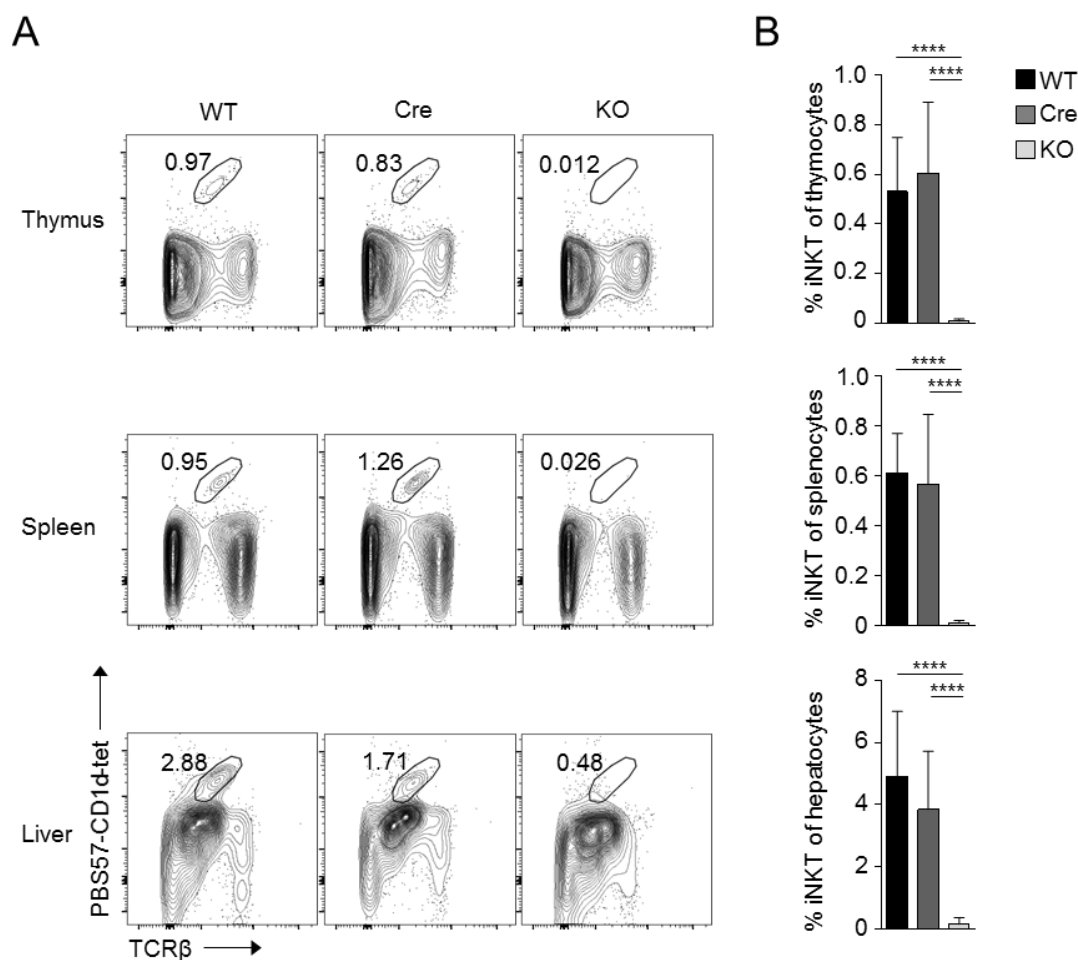 A
WT Cre KO
Thymus
0.97 0.83 0.012
Spleen
0.95 1.26 0.026
Liver
2.88 1.71 0.48
PBS57-CD1d-tet
TCRβ
B
WT
Cre
KO
****
****
% iNKT of thymocytes
1.0
0.8
0.6
0.4
0.2
0
****
****
% iNKT of splenocytes
1.0
0.8
0.6
0.4
0.2
0
****
****
% iNKT of hepatocytes
8
6
4
2
0